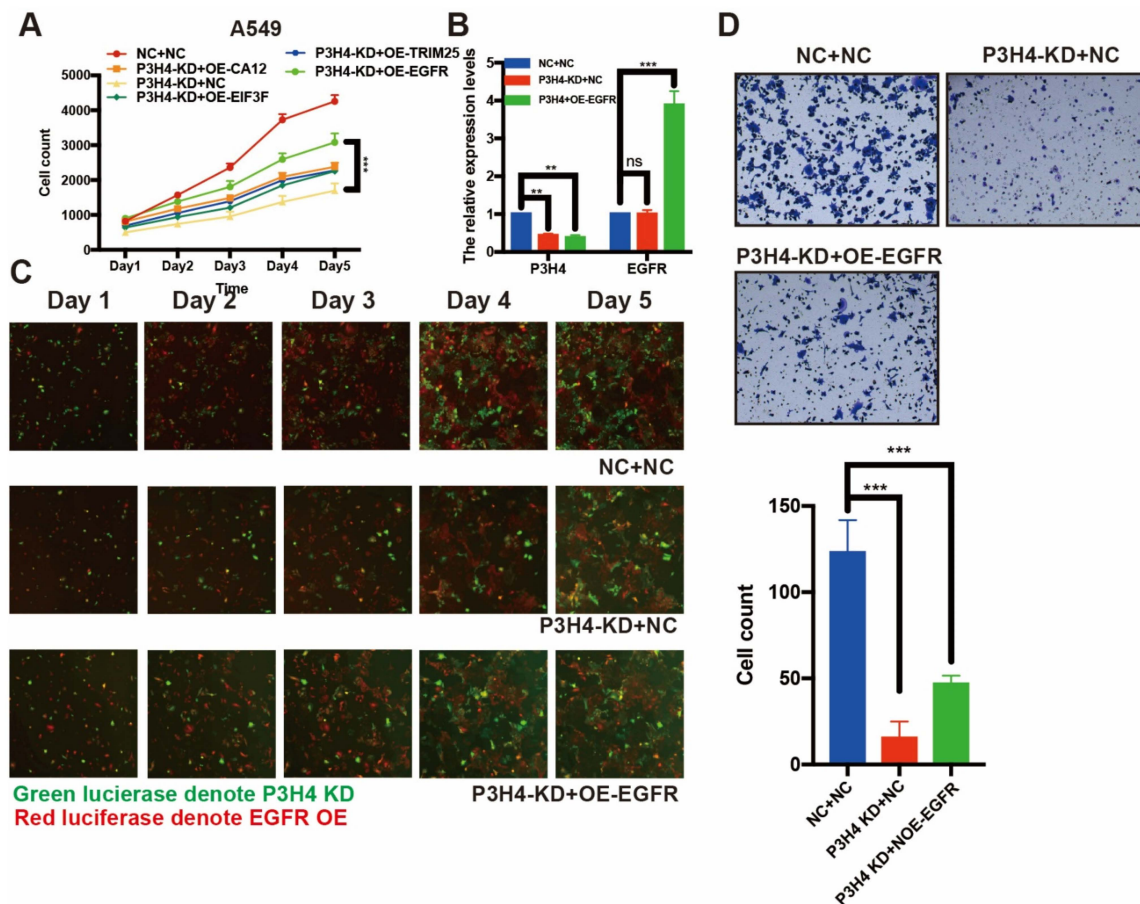 A
A549
NC+NC
P3H4-KD+OE-CA12
P3H4-KD+NC
P3H4-KD+OE-EIF3F
P3H4-KD+OE-TRIM25
P3H4-KD+OE-EGFR
5000
4000
3000
2000
1000
0
Cell count
***
Day1 Day2 Day3 Day4 Day5
Time
B
NC+NC
P3H4-KD+NC
P3H4+OE-EGFR
5
4
3
2
1
0
The relative expression levels
**
**
***
ns
P3H4 EGFR
C
Day 1 Day 2 Day 3 Day 4 Day 5
NC+NC
P3H4-KD+NC
P3H4-KD+OE-EGFR
Green lucierase denote P3H4 KD
Red luciferase denote EGFR OE
D
NC+NC P3H4-KD+NC
P3H4-KD+OE-EGFR
***
***
150
100
50
0
Cell count
NC+NC
P3H4 KD+NC
P3H4 KD+NOE-EGFR